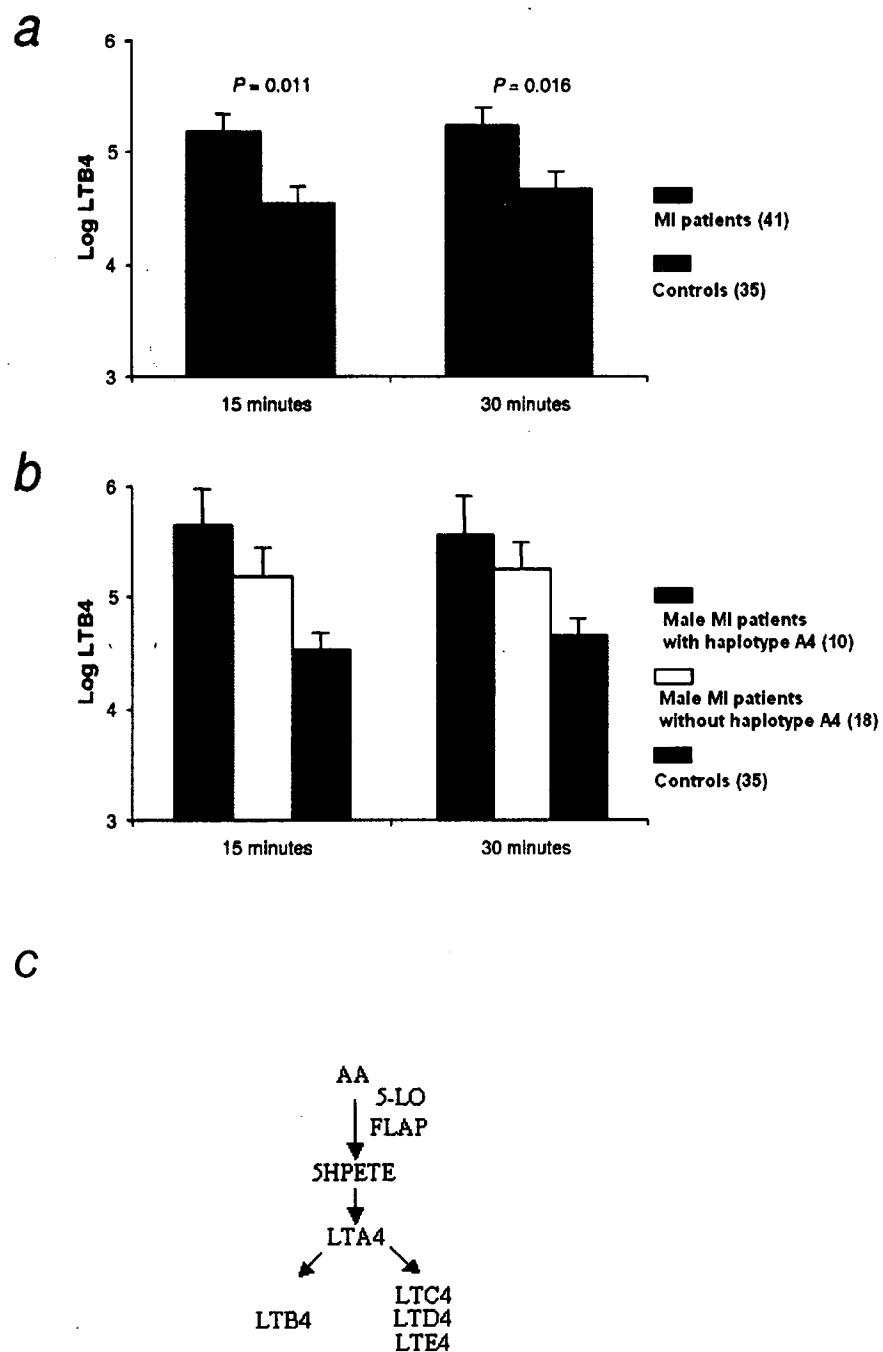 a
6
5
4
3
Log LTB4
P = 0.011
P = 0.016
15 minutes
30 minutes
MI patients (41)
Controls (35)
b
6
5
4
3
Log LTB4
15 minutes
30 minutes
Male MI patients
with haplotype A4 (10)
Male MI patients
without haplotype A4 (18)
Controls (35)
c
AA
5-LO
FLAP
5HPETE
LTA4
LTB4
LTC4
LTD4
LTE4